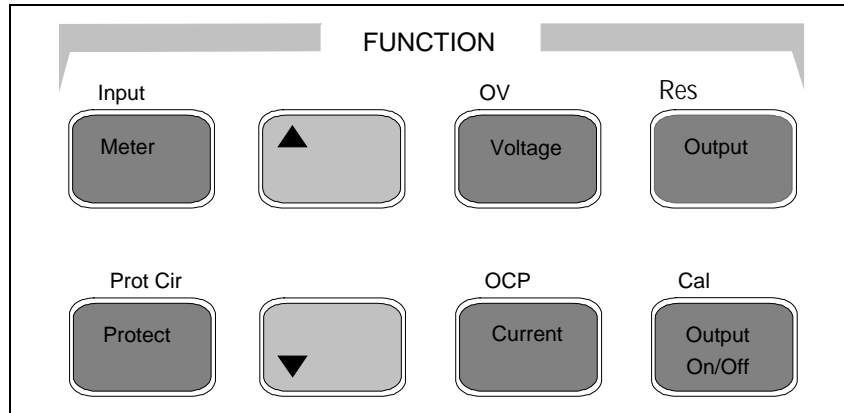 FUNCTION
Input
OV
Res
Meter
Voltage
Output
Prot Cir
OCP
Cal
Protect
Current
Output
On/Off